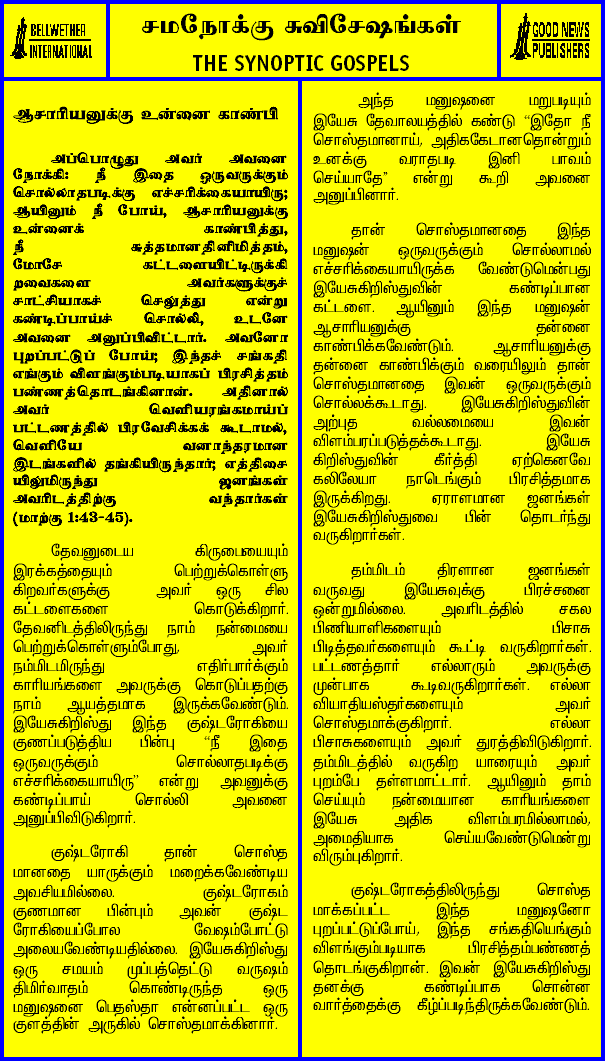 BELLWETHER
INTERNATIONAL
சமநோக்கு சுவிசேஷங்கள்
THE SYNOPTIC GOSPELS
GOOD NEWS
PUBLISHERS
ஆசாரியனுக்கு உன்னை காண்பி
அப்பொழுது அவர் அவனை
நோக்கி: நீ இதை ஒருவருக்கும்
சொல்லாதபடிக்கு எச்சரிக்கையாயிரு;
ஆயினும் நீ போய், ஆசாரியனுக்கு
உன்னைக் காண்பித்து,
நீ சுத்தமானதினிமித்தம்,
மோசே கட்டளையிட்டிருக்கி
றவைகளை அவர்களுக்குச்
சாட்சியாகச் செலுத்து என்று
கண்டிப்பாய்ச் சொல்லி, உடனே
அவனை அனுப்பிவிட்டார். அவனோ
புறப்பட்டுப் போய்; இந்தச் சங்கதி
எங்கும் விளங்கும்படியாகப் பிரசித்தம்
பண்ணத்தொடங்கினான். அதினால்
அவர் வெளியரங்கமாய்ப்
பட்டணத்தில் பிரவேசிக்கக் கூடாமல்,
வெளியே வனாந்தரமான
இடங்களில் தங்கியிருந்தார்; எத்திசை
யிலுமிருந்து ஜனங்கள்
அவரிடத்திற்கு வந்தார்கள்
(மாற்கு 1:43-45).
தேவனுடைய கிருபையையும்
இரக்கத்தையும் பெற்றுக்கொள்ளு
கிறவர்களுக்கு அவர் ஒரு சில
கட்டளைகளை கொடுக்கிறார்.
தேவனிடத்திலிருந்து நாம் நன்மையை
பெற்றுக்கொள்ளும்போது, அவர்
நம்மிடமிருந்து எதிர்பார்க்கும்
காரியங்களை அவருக்கு கொடுப்பதற்கு
நாம் ஆயத்தமாக இருக்கவேண்டும்.
இயேசுகிறிஸ்து இந்த குஷ்டரோகியை
குணப்படுத்திய பின்பு “நீ இதை
ஒருவருக்கும் சொல்லாதபடிக்கு
எச்சரிக்கையாயிரு” என்று அவனுக்கு
கண்டிப்பாய் சொல்லி அவனை
அனுப்பிவிடுகிறார்.
குஷ்டரோகி தான் சொஸ்த
மானதை யாருக்கும் மறைக்கவேண்டிய
அவசியமில்லை. குஷ்டரோகம்
குணமான பின்பும் அவன் குஷ்ட
ரோகியைப்போல வேஷம்போட்டு
அலையவேண்டியதில்லை. இயேசுகிறிஸ்து
ஒரு சமயம் முப்பத்தெட்டு வருஷம்
திமிர்வாதம் கொண்டிருந்த ஒரு
மனுஷனை பெதஸ்தா என்னப்பட்ட ஒரு
குளத்தின் அருகில் சொஸ்தமாக்கினார்.
அந்த மனுஷனை மறுபடியும்
இயேசு தேவாலயத்தில் கண்டு “இதோ நீ
சொஸ்தமானாய், அதிககேடானதொன்றும்
உனக்கு வராதபடி இனி பாவம்
செய்யாதே” என்று கூறி அவனை
அனுப்பினார்.
தான் சொஸ்தமானதை இந்த
மனுஷன் ஒருவருக்கும் சொல்லாமல்
எச்சரிக்கையாயிருக்க வேண்டுமென்பது
இயேசுகிறிஸ்துவின் கண்டிப்பான
கட்டளை. ஆயினும் இந்த மனுஷன்
ஆசாரியனுக்கு தன்னை
காண்பிக்கவேண்டும். ஆசாரியனுக்கு
தன்னை காண்பிக்கும் வரையிலும் தான்
சொஸ்தமானதை இவன் ஒருவருக்கும்
சொல்லக்கூடாது. இயேசுகிறிஸ்துவின்
அற்புத வல்லமையை இவன்
விளம்பரப்படுத்தக்கூடாது. இயேசு
கிறிஸ்துவின் கீர்த்தி ஏற்கெனவே
கலிலேயா நாடெங்கும் பிரசித்தமாக
இருக்கிறது. ஏராளமான ஜனங்கள்
இயேசுகிறிஸ்துவை பின் தொடர்ந்து
வருகிறார்கள்.
தம்மிடம் திரளான ஜனங்கள்
வருவது இயேசுவுக்கு பிரச்சனை
ஒன்றுமில்லை. அவரிடத்தில் சகல
பிணியாளிகளையும் பிசாசு
பிடித்தவர்களையும் கூட்டி வருகிறார்கள்.
பட்டணத்தார் எல்லாரும் அவருக்கு
முன்பாக கூடிவருகிறார்கள். எல்லா
வியாதியஸ்தர்களையும் அவர்
சொஸ்தமாக்குகிறார். எல்லா
பிசாசுகளையும் அவர் துரத்திவிடுகிறார்.
தம்மிடத்தில் வருகிற யாரையும் அவர்
புறம்பே தள்ளமாட்டார். ஆயினும் தாம்
செய்யும் நன்மையான காரியங்களை
இயேசு அதிக விளம்பரமில்லாமல்,
அமைதியாக செய்யவேண்டுமென்று
விரும்புகிறார்.
குஷ்டரோகத்திலிருந்து சொஸ்த
மாக்கப்பட்ட இந்த மனுஷனோ
புறப்பட்டுப்போய், இந்த சங்கதியெங்கும்
விளங்கும்படியாக பிரசித்தம்பண்ணத்
தொடங்குகிறான். இவன் இயேசுகிறிஸ்து
தனக்கு கண்டிப்பாக சொன்ன
வார்த்தைக்கு கீழ்ப்படிந்திருக்கவேண்டும்.